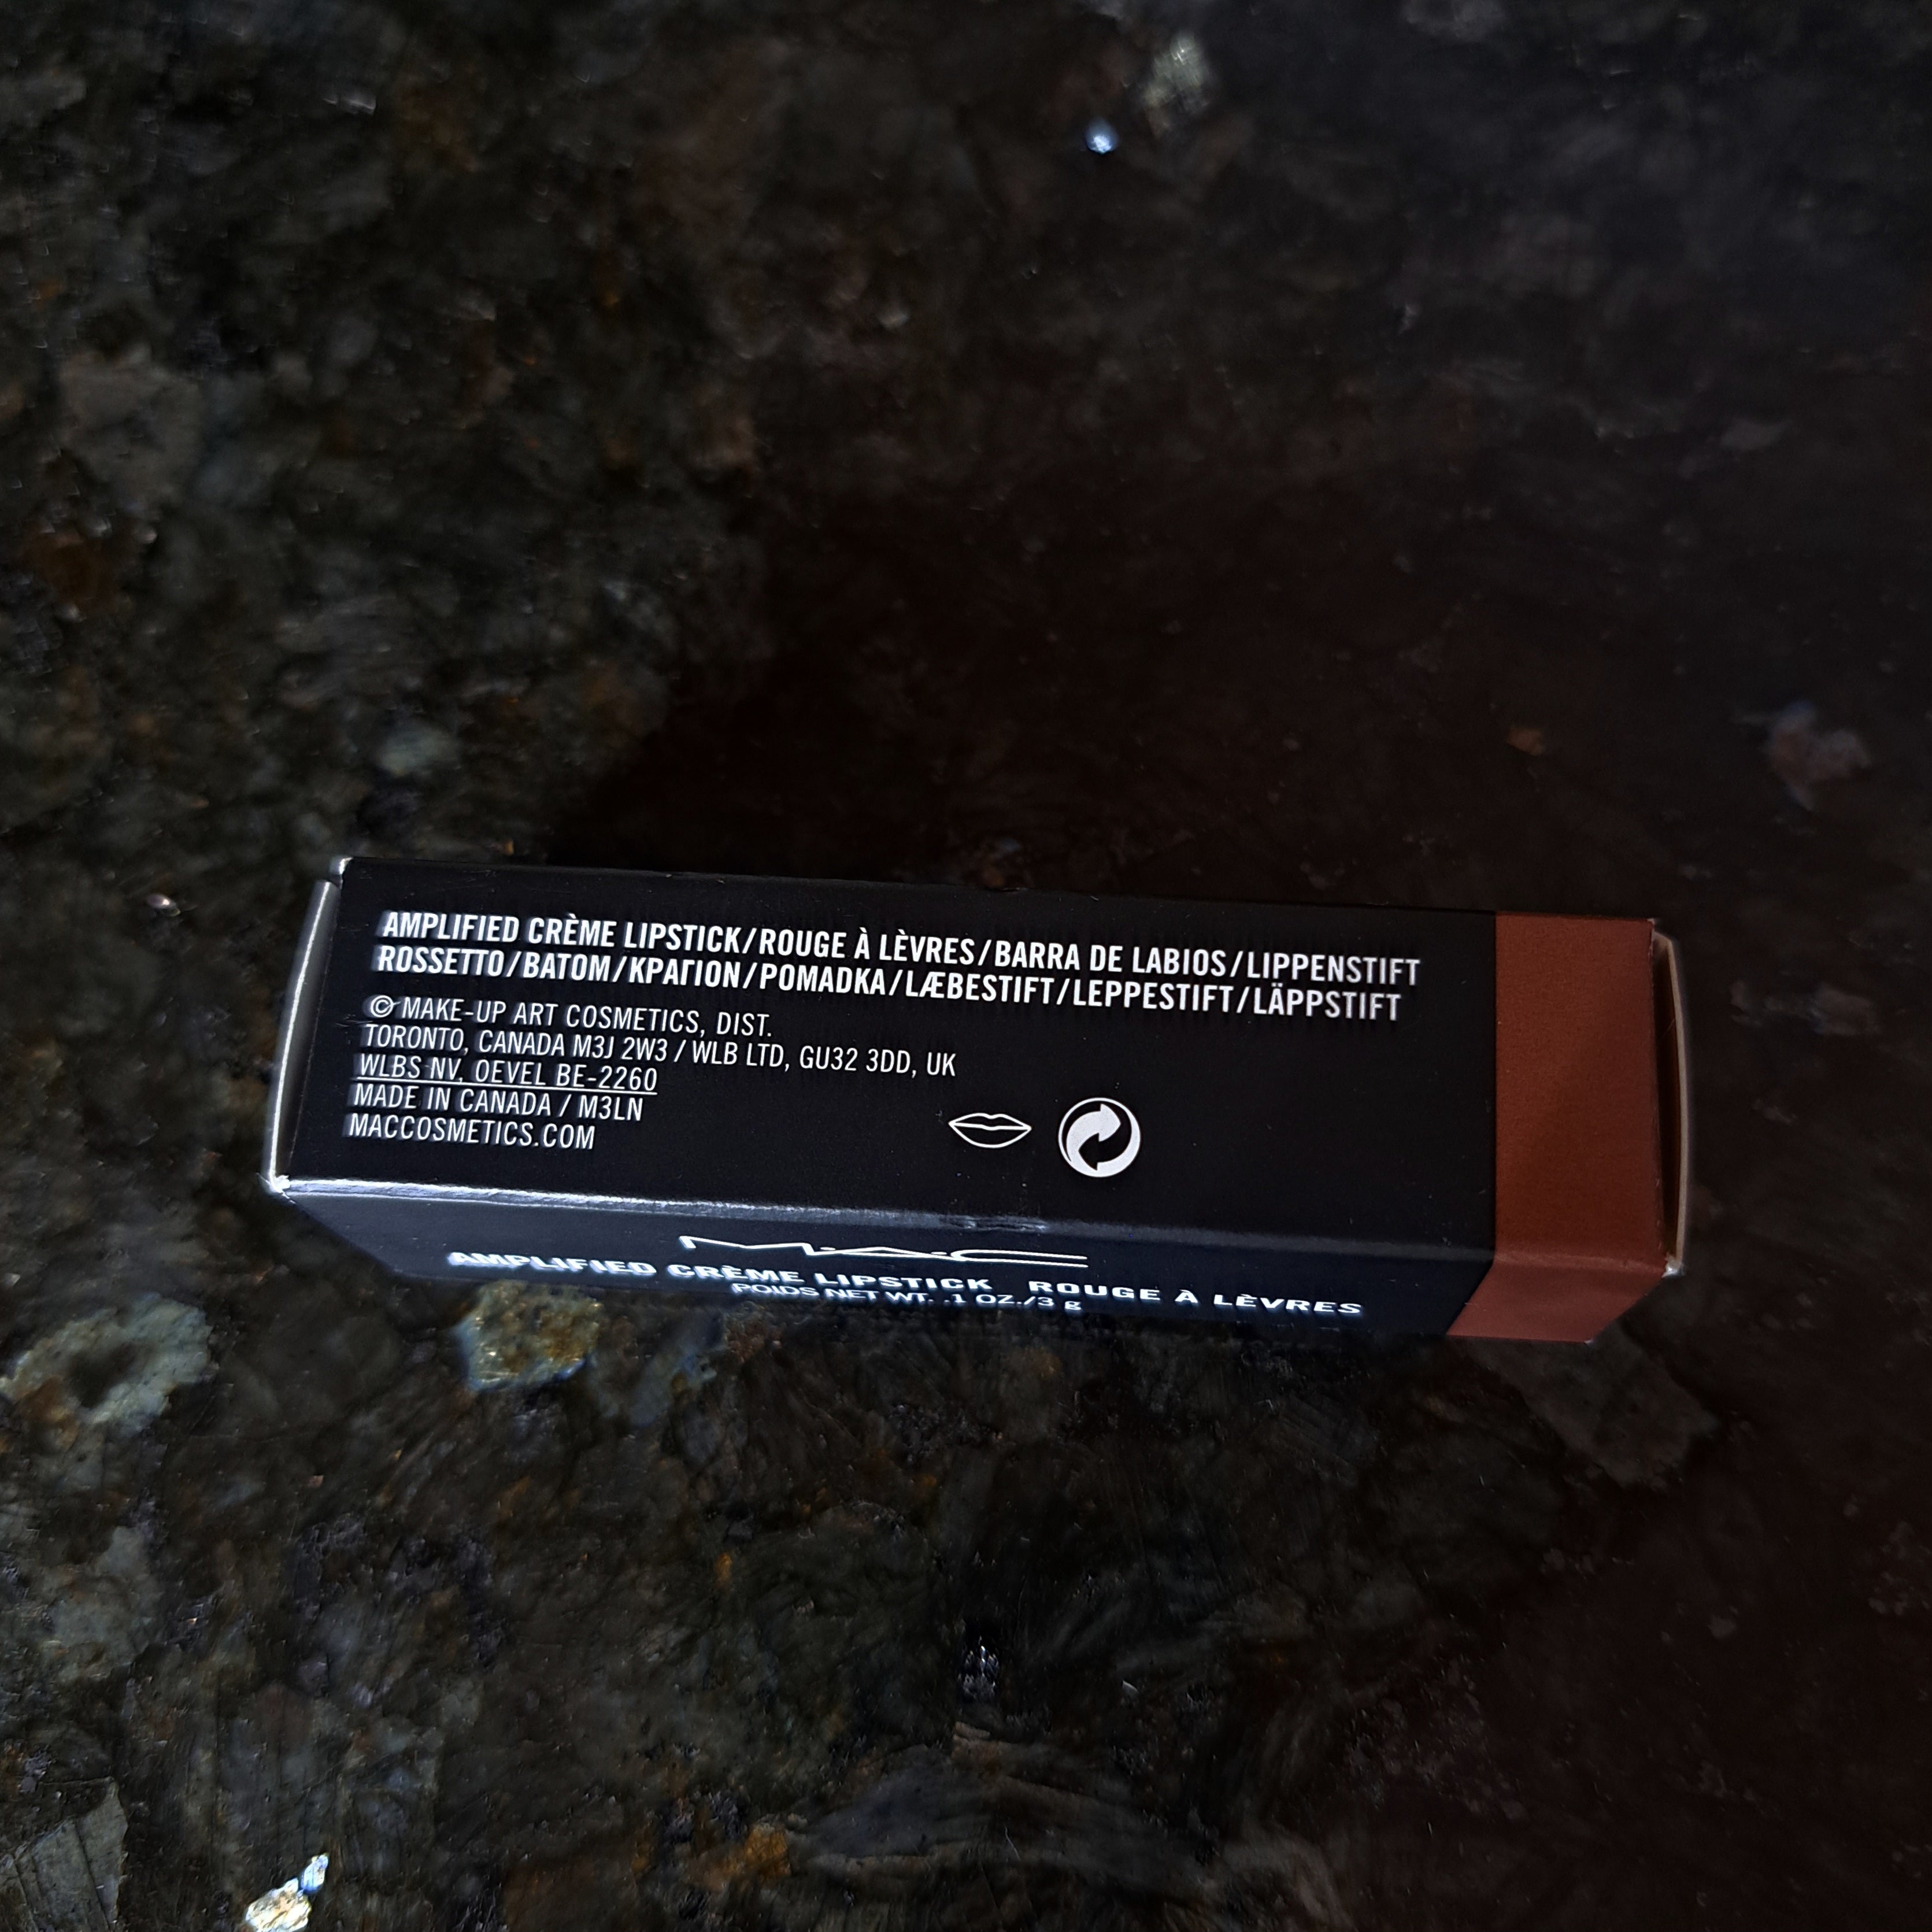 AMPLIFIED CRÈME LIPSTICK/ROUGE À LÈVRES/BARRA DE LABIOS/LIPPENSTIFT
ROSSETTO/BATOM/ΚΡΑΓΙΟΝ/POMADKA/LÆBESTIFT/LEPPESTIFT/LÄPPSTIFT
© MAKE-UP ART COSMETICS, DIST.
TORONTO, CANADA M3J 2W3 / WLB LTD, GU32 3DD, UK
WLBS NV, OEVEL BE-2260
MADE IN CANADA / M3LN
MACCOSMETICS.COM
M·A·C
AMPLIFIED CRÈME LIPSTICK ROUGE À LÈVRES
POIDS NET WT. .1 OZ./3 g